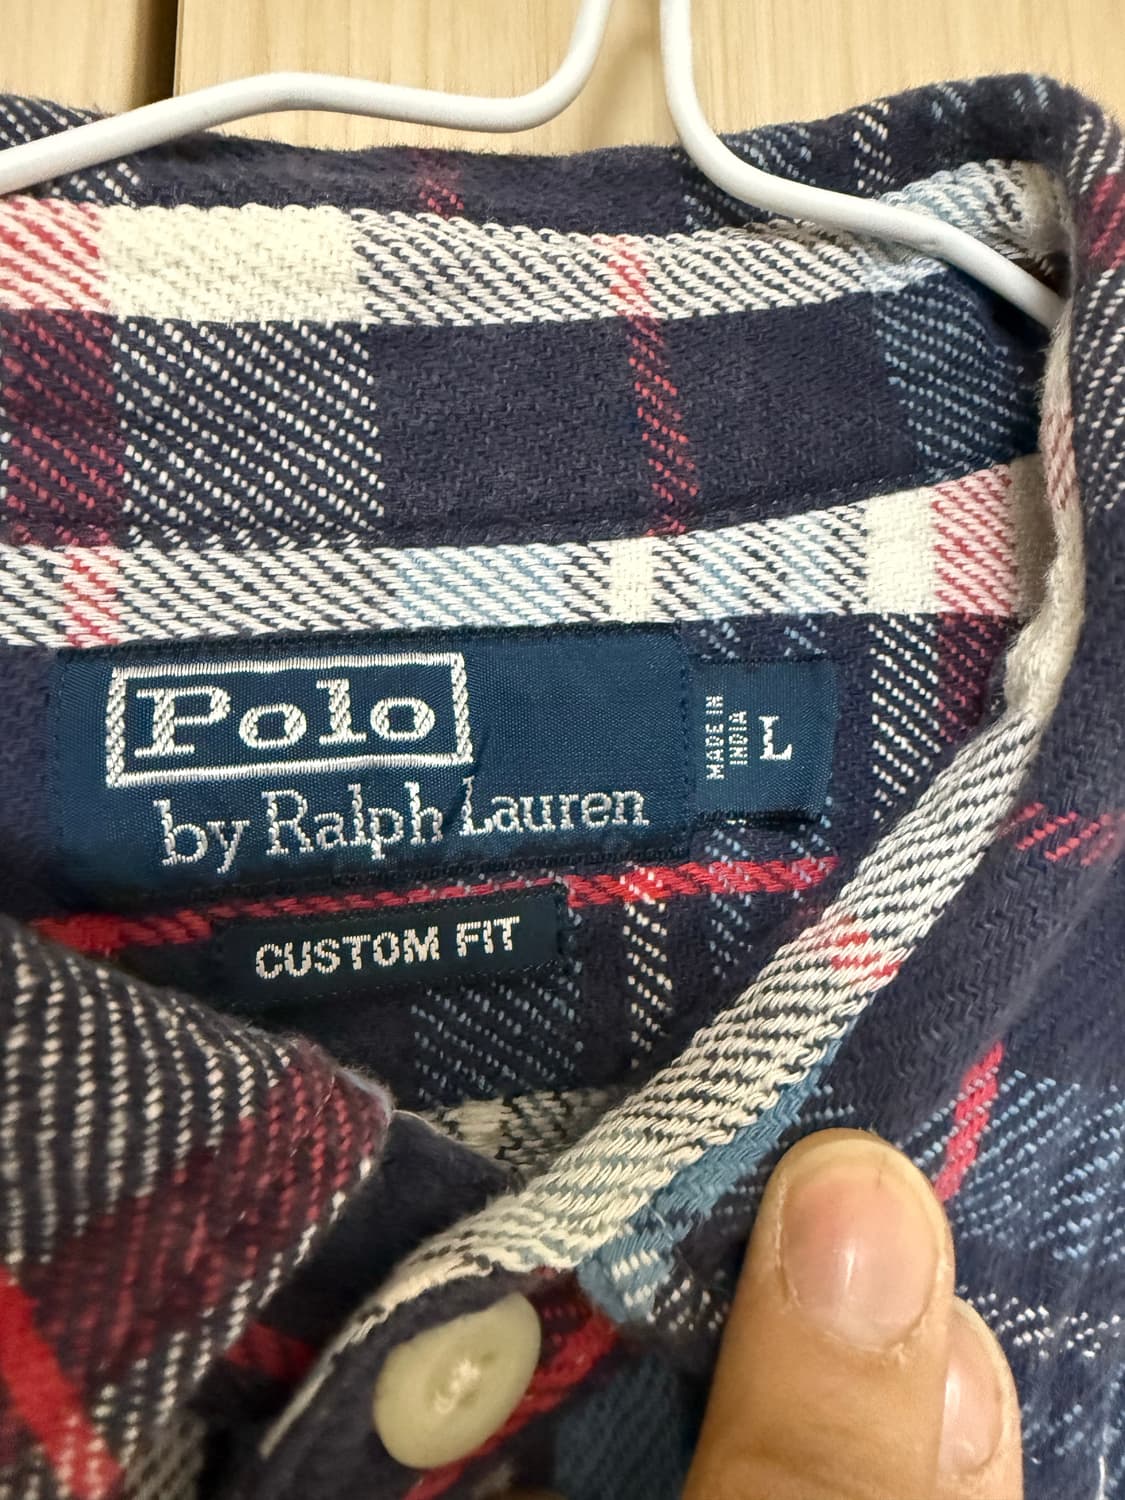 Polo
by Ralph Lauren
MADE IN
INDIA
L
CUSTOM FIT